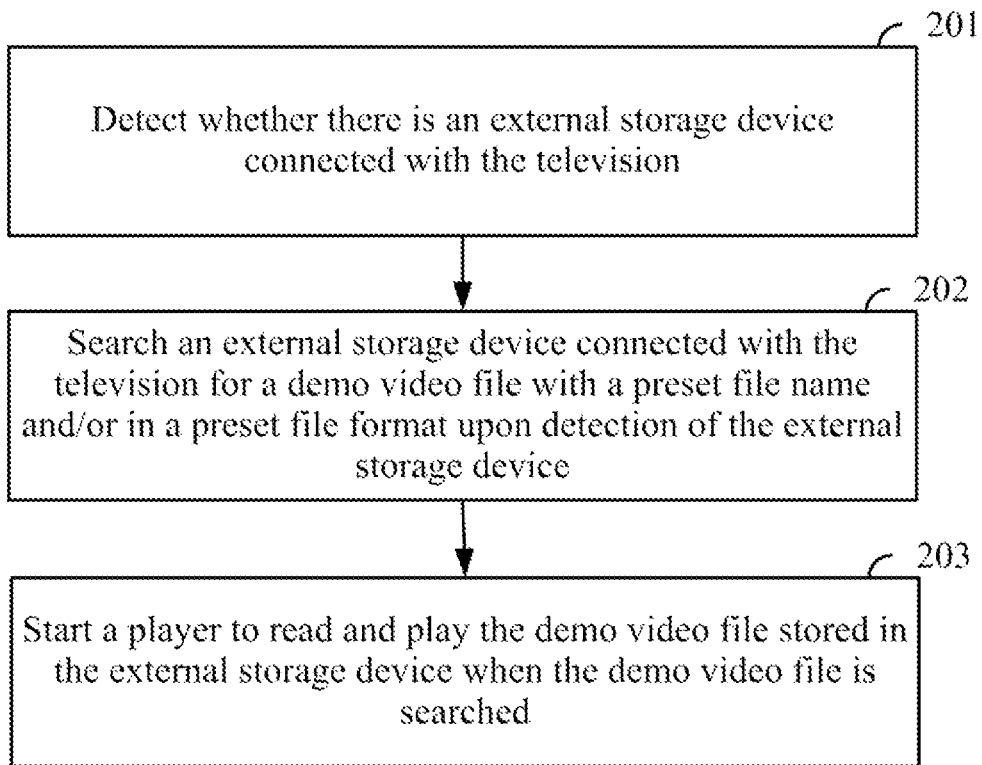 201
Detect whether there is an external storage device
connected with the television
202
Search an external storage device connected with the
television for a demo video file with a preset file name
and/or in a preset file format upon detection of the external
storage device
203
Start a player to read and play the demo video file stored in
the external storage device when the demo video file is
searched